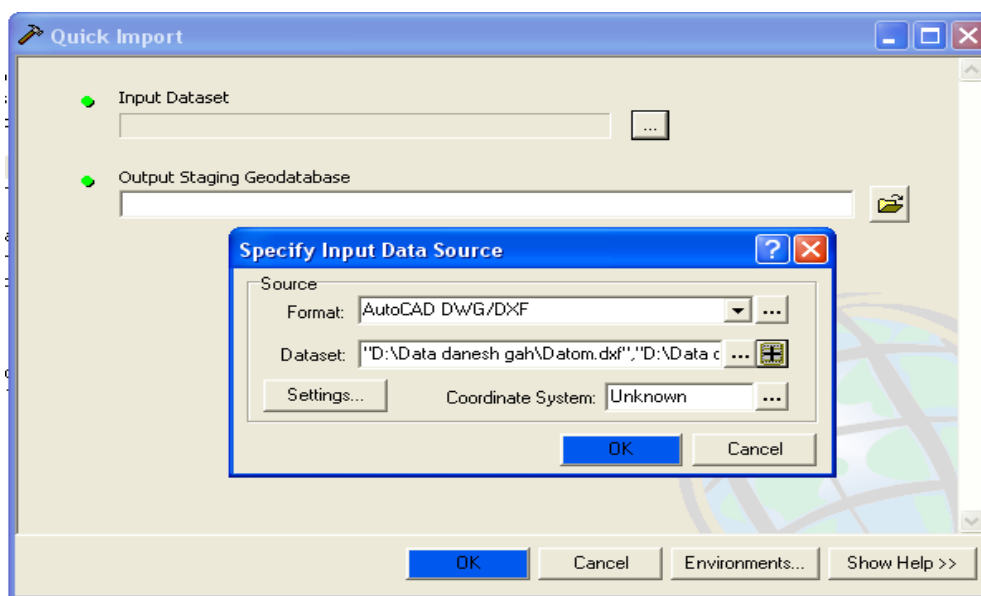 Quick Import
Input Dataset
...
Output Staging Geodatabase
Specify Input Data Source
Source
Format: AutoCAD DWG/DXF ...
Dataset: "D:\Data danesh gah\Datom.dxf","D:\Data ...
Settings... Coordinate System: Unknown ...
OK Cancel
OK Cancel Environments... Show Help >>